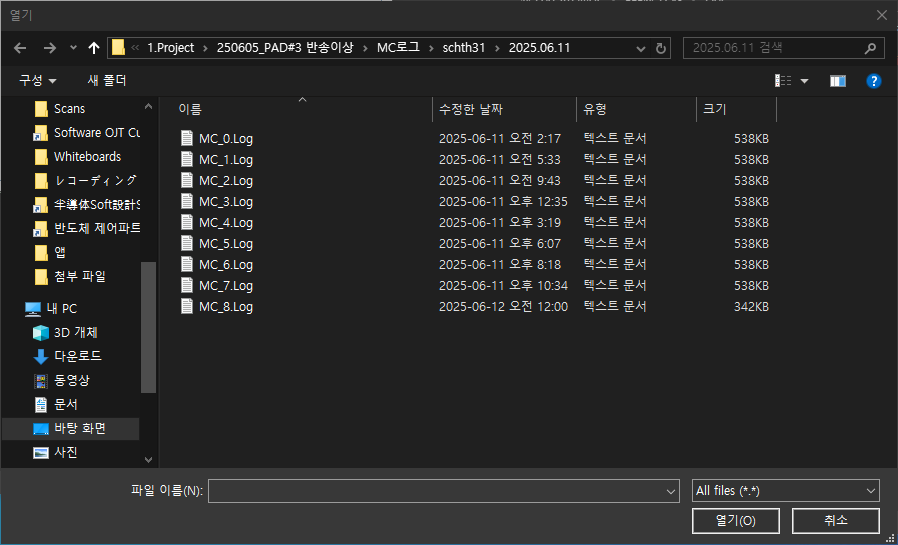 열기
1.Project > 250605_PAD#3 반송이상 > MC로그 > schth31 > 2025.06.11
2025.06.11 검색
구성
새 폴더
Scans
Software OJT Cu
Whiteboards
レコーディング
半導体Soft設計S
반도체 제어파트
앱
첨부 파일
내 PC
3D 개체
다운로드
동영상
문서
바탕 화면
사진
이름 수정한 날짜 유형 크기
MC_0.Log 2025-06-11 오전 2:17 텍스트 문서 538KB
MC_1.Log 2025-06-11 오전 5:33 텍스트 문서 538KB
MC_2.Log 2025-06-11 오전 9:43 텍스트 문서 538KB
MC_3.Log 2025-06-11 오후 12:35 텍스트 문서 538KB
MC_4.Log 2025-06-11 오후 3:19 텍스트 문서 538KB
MC_5.Log 2025-06-11 오후 6:07 텍스트 문서 538KB
MC_6.Log 2025-06-11 오후 8:18 텍스트 문서 538KB
MC_7.Log 2025-06-11 오후 10:34 텍스트 문서 538KB
MC_8.Log 2025-06-12 오전 12:00 텍스트 문서 342KB
파일 이름(N):
All files (*.*)
열기(O)
취소